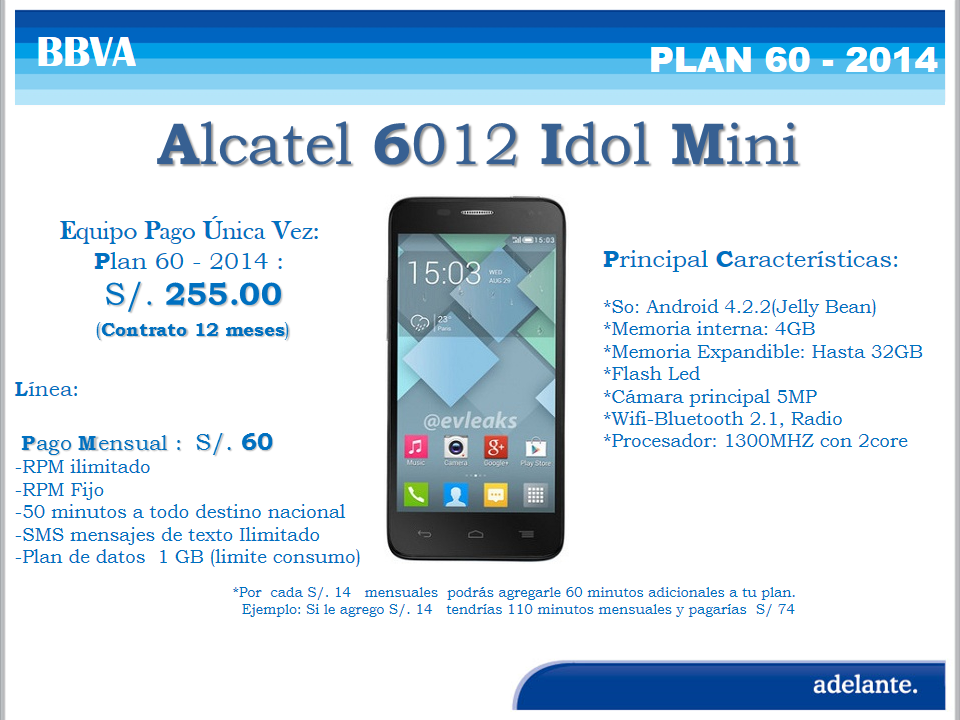 BBVA
PLAN 60 - 2014
Alcatel 6012 Idol Mini
Equipo Pago Única Vez:
Plan 60 - 2014 :
S/. 255.00
(Contrato 12 meses)
Línea:
Pago Mensual :  S/. 60
-RPM ilimitado
-RPM Fijo
-50 minutos a todo destino nacional
-SMS mensajes de texto Ilimitado
-Plan de datos  1 GB (limite consumo)
15:03
15:03
WED
AUG 29
23°
Paris
@evleaks
Music
Camera
Google+
Play Store
Principal Características:
*So: Android 4.2.2(Jelly Bean)
*Memoria interna: 4GB
*Memoria Expandible: Hasta 32GB
*Flash Led
*Cámara principal 5MP
*Wifi-Bluetooth 2.1, Radio
*Procesador: 1300MHZ con 2core
*Por  cada S/. 14   mensuales  podrás agregarle 60 minutos adicionales a tu plan.
Ejemplo: Si le agrego S/. 14   tendrías 110 minutos mensuales y pagarías  S/ 74
adelante.